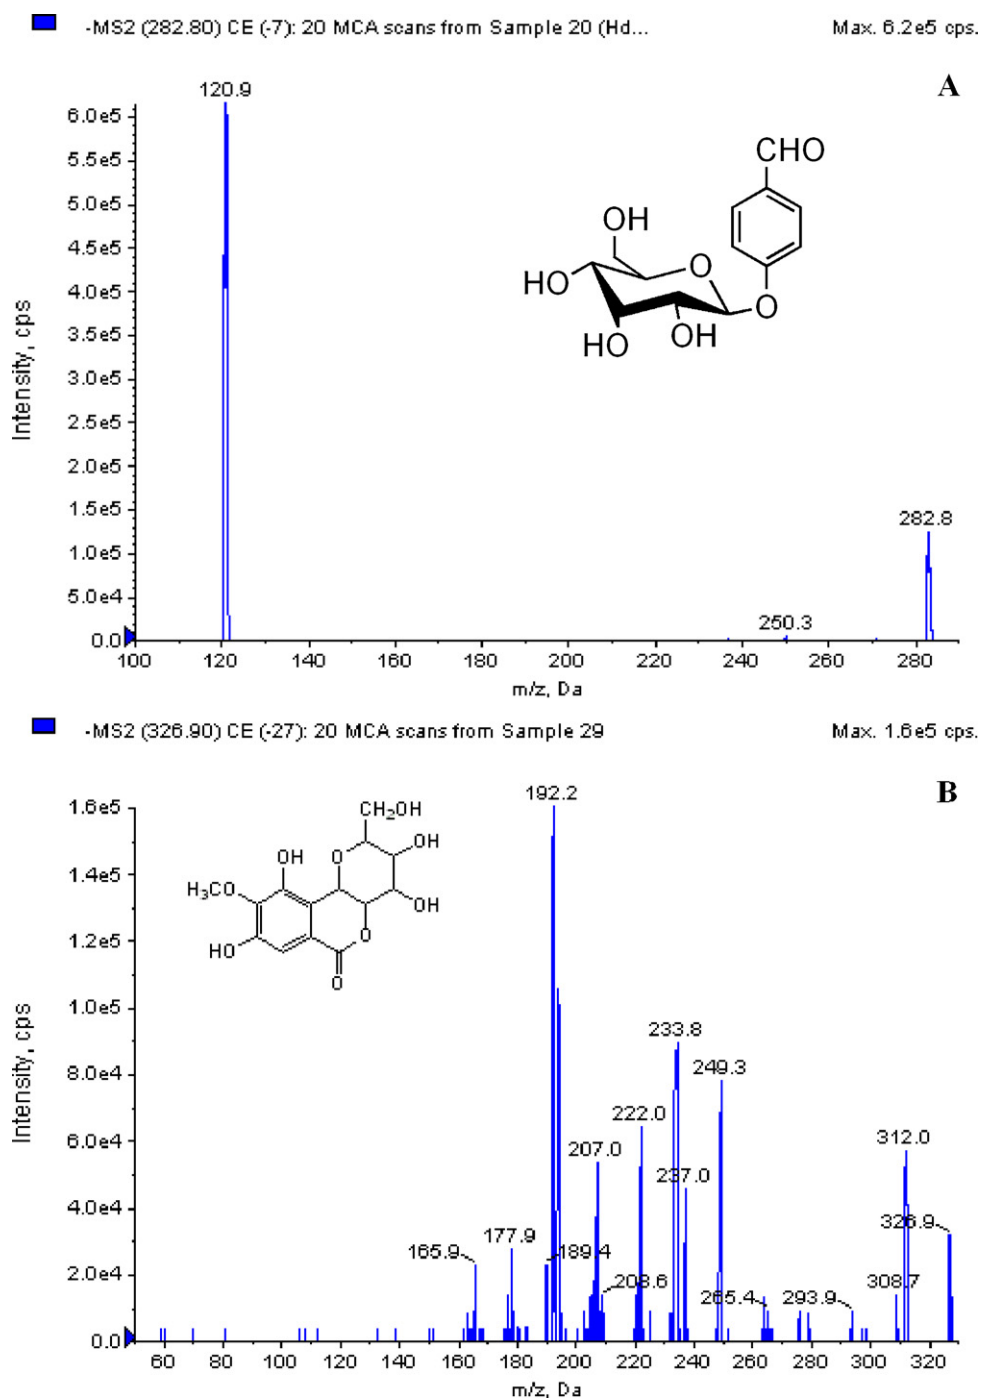 -MS2 (282.80) CE (-7): 20 MCA scans from Sample 20 (Hd...
Max. 6.2e5 cps.
A
120.9
6.0e5
5.5e5
5.0e5
4.5e5
4.0e5
3.5e5
3.0e5
2.5e5
2.0e5
1.5e5
1.0e5
5.0e4
0.0
Intensity, cps
CHO
OH
O
HO
O
HO
OH
282.8
250.3
100 120 140 160 180 200 220 240 260 280
m/z, Da
-MS2 (326.90) CE (-27): 20 MCA scans from Sample 29
Max. 1.6e5 cps.
B
192.2
1.6e5
1.4e5
1.2e5
1.0e5
8.0e4
6.0e4
4.0e4
2.0e4
0.0
Intensity, cps
CH2OH
OH
O
OH
H3CO
OH
O
HO
O
233.8
249.3
222.0
312.0
207.0
237.0
326.9
177.9
165.9
189.4
208.6
265.4
293.9
308.7
60 80 100 120 140 160 180 200 220 240 260 280 300 320
m/z, Da